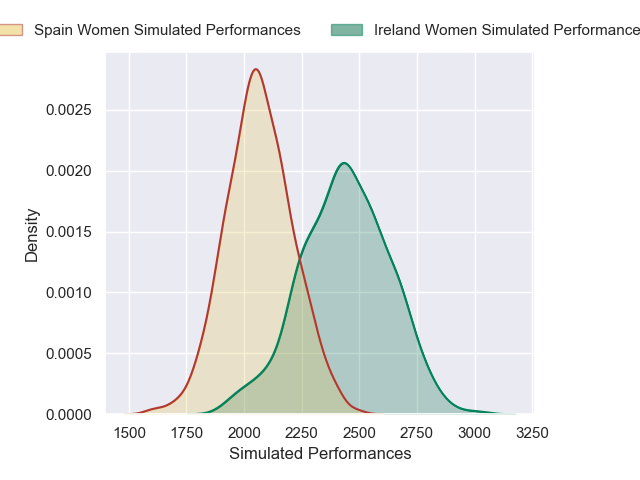 Spain Women Simulated Performances
Ireland Women Simulated Performance
0.0025
0.0020
0.0015
0.0010
0.0005
0.0000
Density
1500 1750 2000 2250 2500 2750 3000 3250
Simulated Performances